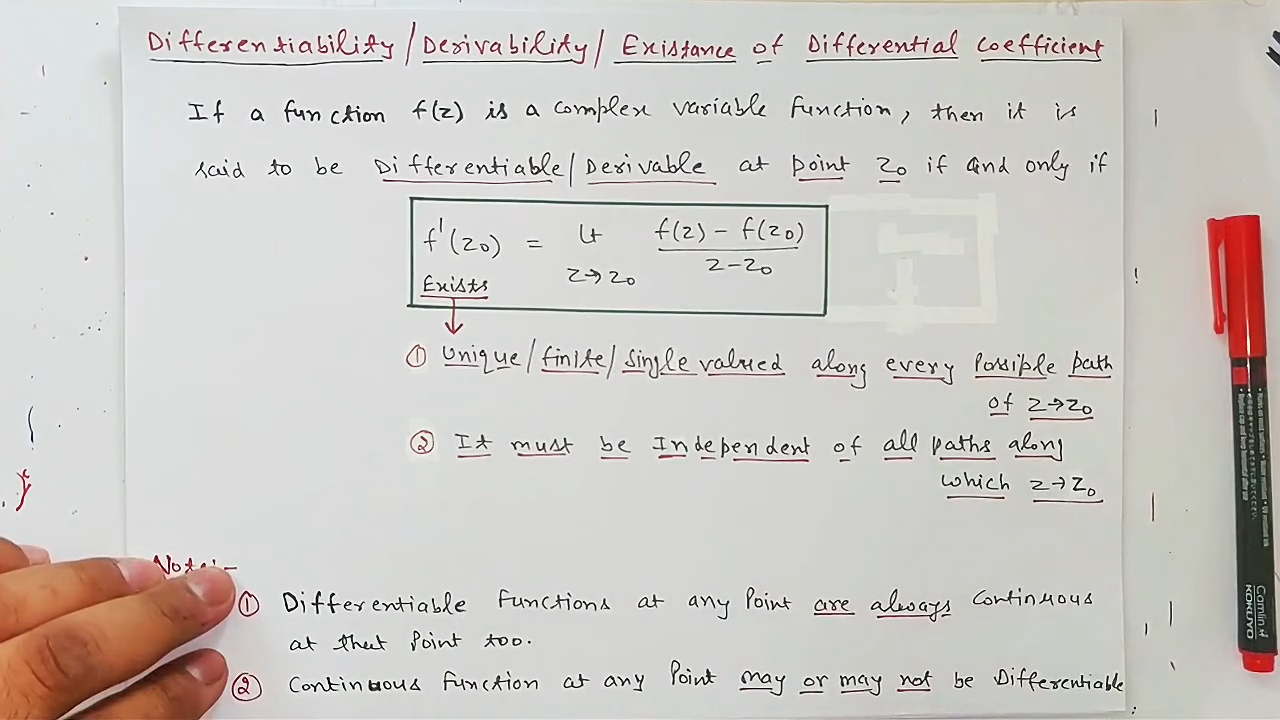 Differentiability / Derivability / Existance of Differential Coefficient
If a function f(z) is a complex variable function, then it is
said to be Differentiable/Derivable at point z₀ if and only if
f'(z₀) = Lt z→z₀ f(z) - f(z₀) / z - z₀
Exists
① Unique/finite/single valued along every Possible path
of z→z₀
② It must be Independent of all paths along
which z→z₀
Note:-
① Differentiable Functions at any Point are always Continuous
at that Point too.
② Continuous function at any Point may or may not be Differentiable
Camlin
KOKUYO